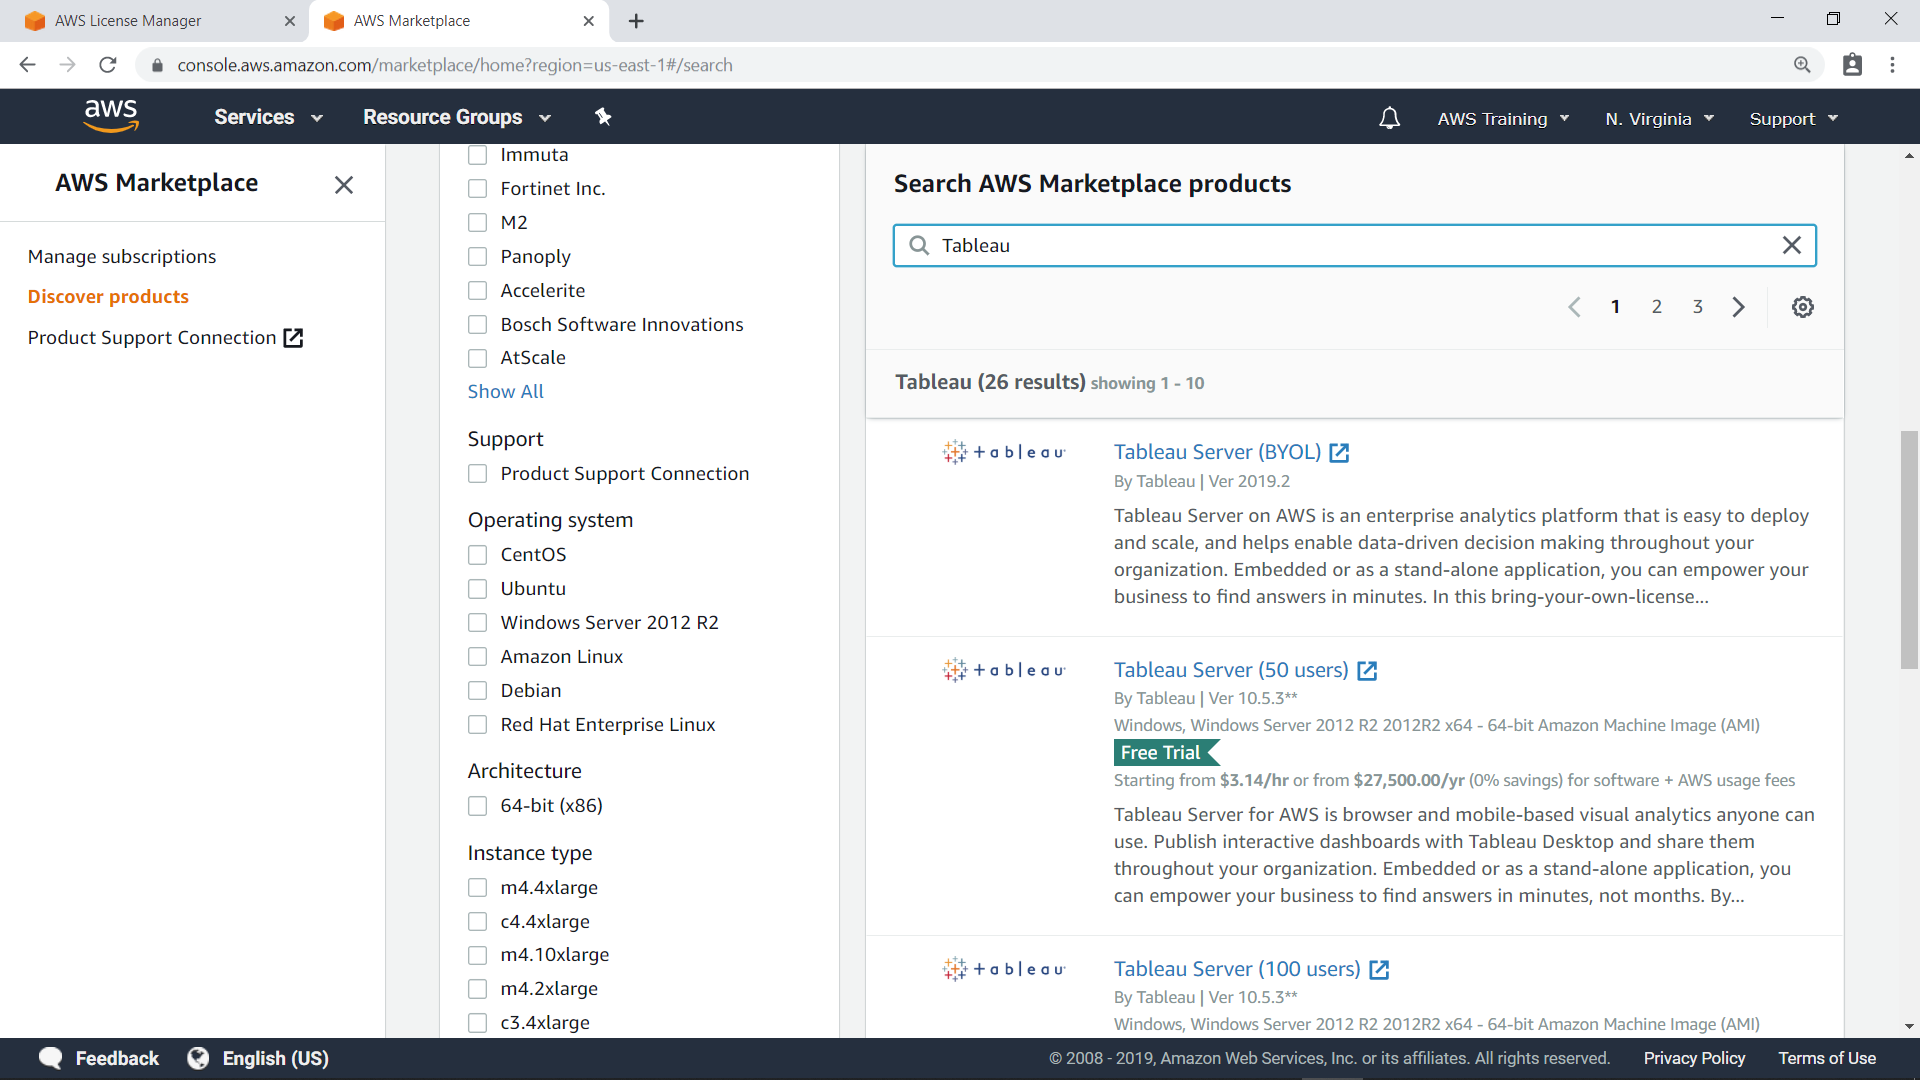 AWS License Manager
AWS Marketplace
console.aws.amazon.com/marketplace/home?region=us-east-1#/search
aws
Services
Resource Groups
AWS Training
N. Virginia
Support
AWS Marketplace
Manage subscriptions
Discover products
Product Support Connection
Immuta
Fortinet Inc.
M2
Panoply
Accelerite
Bosch Software Innovations
AtScale
Show All
Support
Product Support Connection
Operating system
CentOS
Ubuntu
Windows Server 2012 R2
Amazon Linux
Debian
Red Hat Enterprise Linux
Architecture
64-bit (x86)
Instance type
m4.4xlarge
c4.4xlarge
m4.10xlarge
m4.2xlarge
c3.4xlarge
Search AWS Marketplace products
Tableau
1 2 3
Tableau (26 results) showing 1 - 10
+ a b l e a u
Tableau Server (BYOL)
By Tableau | Ver 2019.2
Tableau Server on AWS is an enterprise analytics platform that is easy to deploy
and scale, and helps enable data-driven decision making throughout your
organization. Embedded or as a stand-alone application, you can empower your
business to find answers in minutes. In this bring-your-own-license...
+ a b l e a u
Tableau Server (50 users)
By Tableau | Ver 10.5.3**
Windows, Windows Server 2012 R2 2012R2 x64 - 64-bit Amazon Machine Image (AMI)
Free Trial
Starting from $3.14/hr or from $27,500.00/yr (0% savings) for software + AWS usage fees
Tableau Server for AWS is browser and mobile-based visual analytics anyone can
use. Publish interactive dashboards with Tableau Desktop and share them
throughout your organization. Embedded or as a stand-alone application, you
can empower your business to find answers in minutes, not months. By...
+ a b l e a u
Tableau Server (100 users)
By Tableau | Ver 10.5.3**
Windows, Windows Server 2012 R2 2012R2 x64 - 64-bit Amazon Machine Image (AMI)
Feedback
English (US)
© 2008 - 2019, Amazon Web Services, Inc. or its affiliates. All rights reserved.
Privacy Policy
Terms of Use